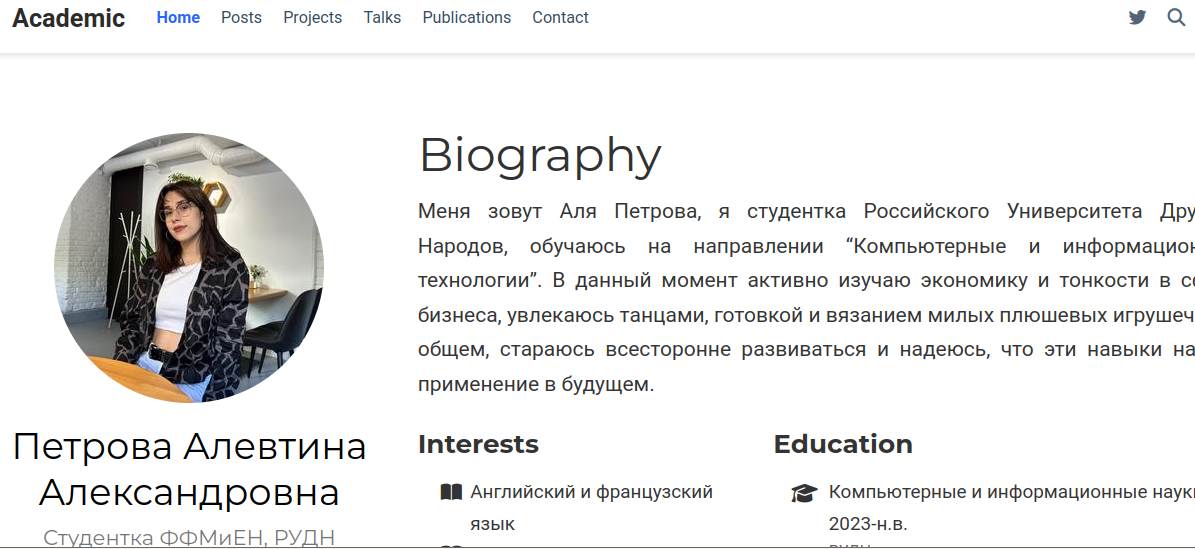 Academic Home Posts Projects Talks Publications Contact
Biography
Меня зовут Аля Петрова, я студентка Российского Университета
Народов, обучаюсь на направлении “Компьютерные и
технологии”. В данный момент активно изучаю экономику и тонкости в
бизнеса, увлекаюсь танцами, готовкой и вязанием милых плюшевых
общем, стараюсь всесторонне развиваться и надеюсь, что эти навыки
применение в будущем.
Петрова Алевтина
Александровна
Студентка ФФМиЕН, РУДН
Interests
Английский и французский
язык
Education
Компьютерные и информационные
2023-н.в.